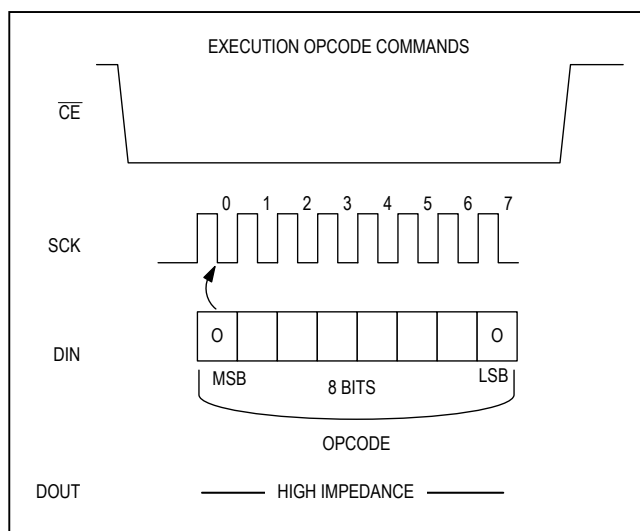 EXECUTION OPCODE COMMANDS
CE
0 1 2 3 4 5 6 7
SCK
DIN
O O
MSB 8 BITS LSB
OPCODE
DOUT HIGH IMPEDANCE